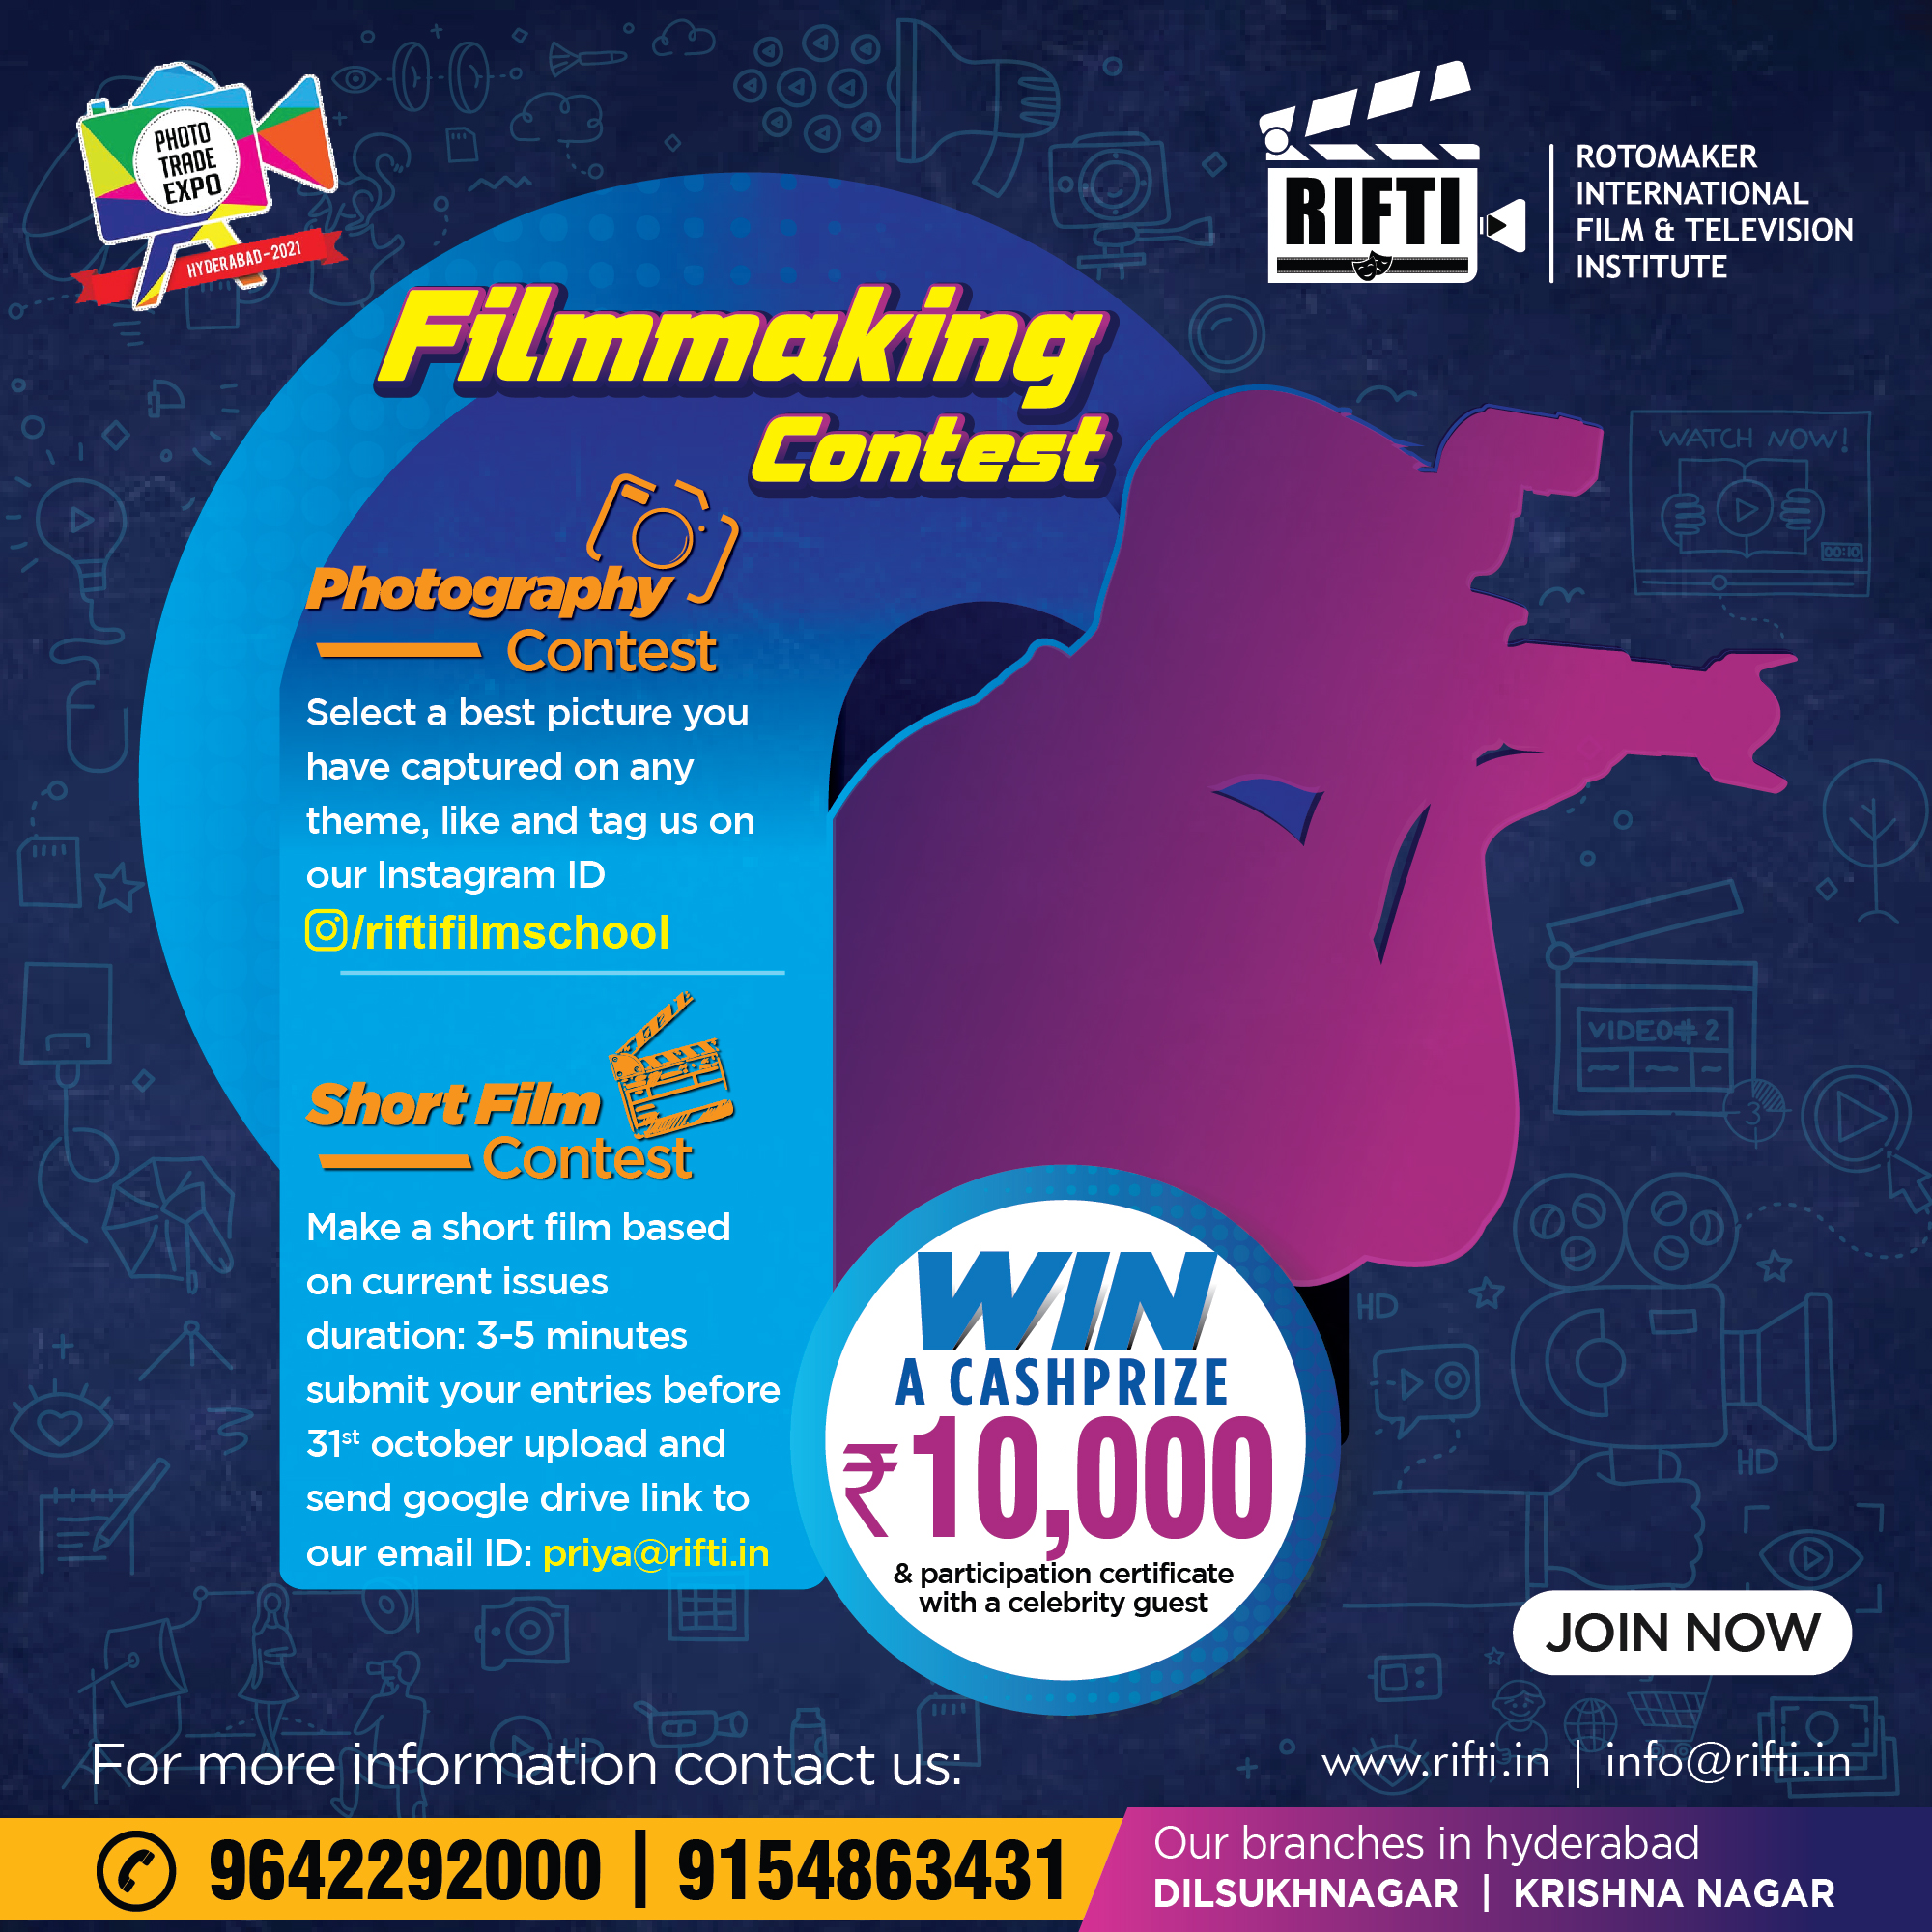 PHOTO
TRADE
EXPO
HYDERABAD-2021
RIFTI
ROTOMAKER
INTERNATIONAL
FILM & TELEVISION
INSTITUTE
Filmmaking
Contest
WATCH NOW!
00:10
Photography
Contest
Select a best picture you
have captured on any
theme, like and tag us on
our Instagram ID
/riftifilmschool
Short Film
Contest
Make a short film based
on current issues
duration: 3-5 minutes
submit your entries before
31st october upload and
send google drive link to
our email ID: priya@rifti.in
VIDEO# 2
3
HD
HD
WIN
A CASHPRIZE
₹10,000
& participation certificate
with a celebrity guest
JOIN NOW
HD
For more information contact us:
www.rifti.in | info@rifti.in
9642292000 | 9154863431
Our branches in hyderabad
DILSUKHNAGAR | KRISHNA NAGAR